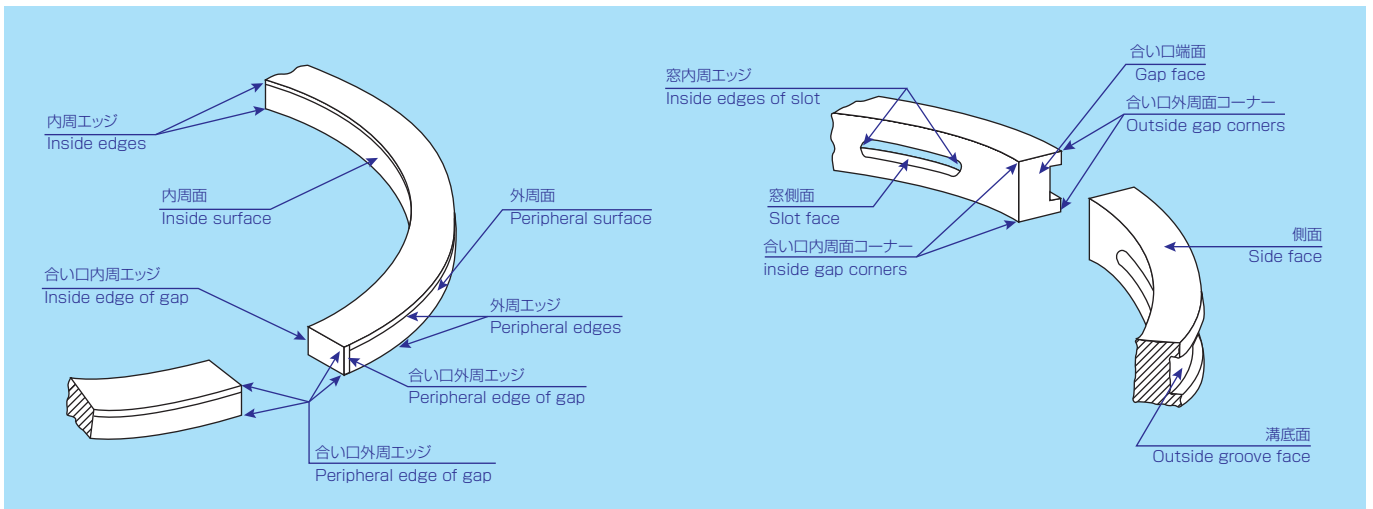 内周エッジ
Inside edges
内周面
Inside surface
外周面
Peripheral surface
合い口内周エッジ
Inside edge of gap
外周エッジ
Peripheral edges
合い口外周エッジ
Peripheral edge of gap
合い口外周エッジ
Peripheral edge of gap
窓内周エッジ
Inside edges of slot
合い口端面
Gap face
合い口外周面コーナー
Outside gap corners
窓側面
Slot face
合い口内周面コーナー
inside gap corners
側面
Side face
溝底面
Outside groove face